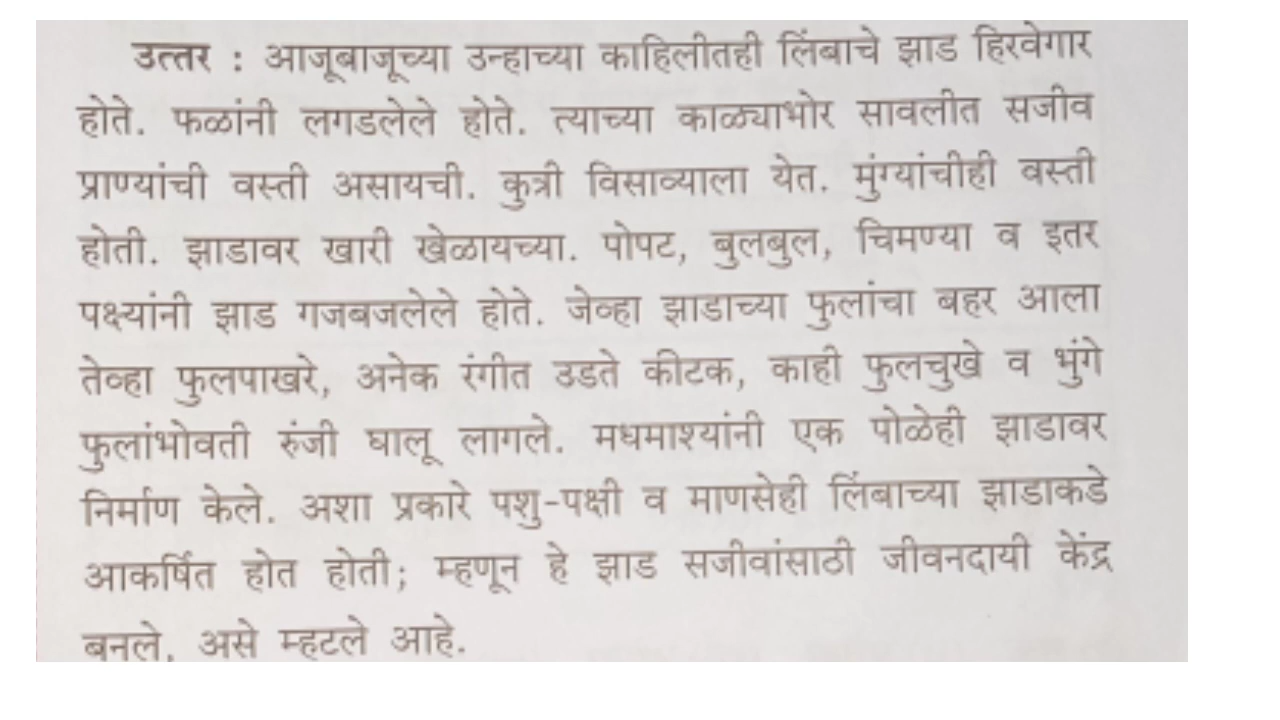 उत्तर : आजूबाजूच्या उन्हाच्या काहिलीतही लिंबाचे झाड हिरवेगार
होते. फळांनी लगडलेले होते. त्याच्या काळ्याभोर सावलीत सजीव
प्राण्यांची वस्ती असायची. कुत्री विसाव्याला येत. मुंग्यांचीही वस्ती
होती. झाडावर खारी खेळायच्या. पोपट, बुलबुल, चिमण्या व इतर
पक्ष्यांनी झाड गजबजलेले होते. जेव्हा झाडाच्या फुलांचा बहर आला
तेव्हा फुलपाखरे, अनेक रंगीत उडते कीटक, काही फुलचुखे व भुंगे
फुलांभोवती रुंजी घालू लागले. मधमाश्यांनी एक पोळेही झाडावर
निर्माण केले. अशा प्रकारे पशु-पक्षी व माणसेही लिंबाच्या झाडाकडे
आकर्षित होत होती; म्हणून हे झाड सजीवांसाठी जीवनदायी केंद्र
बनले, असे म्हटले आहे.